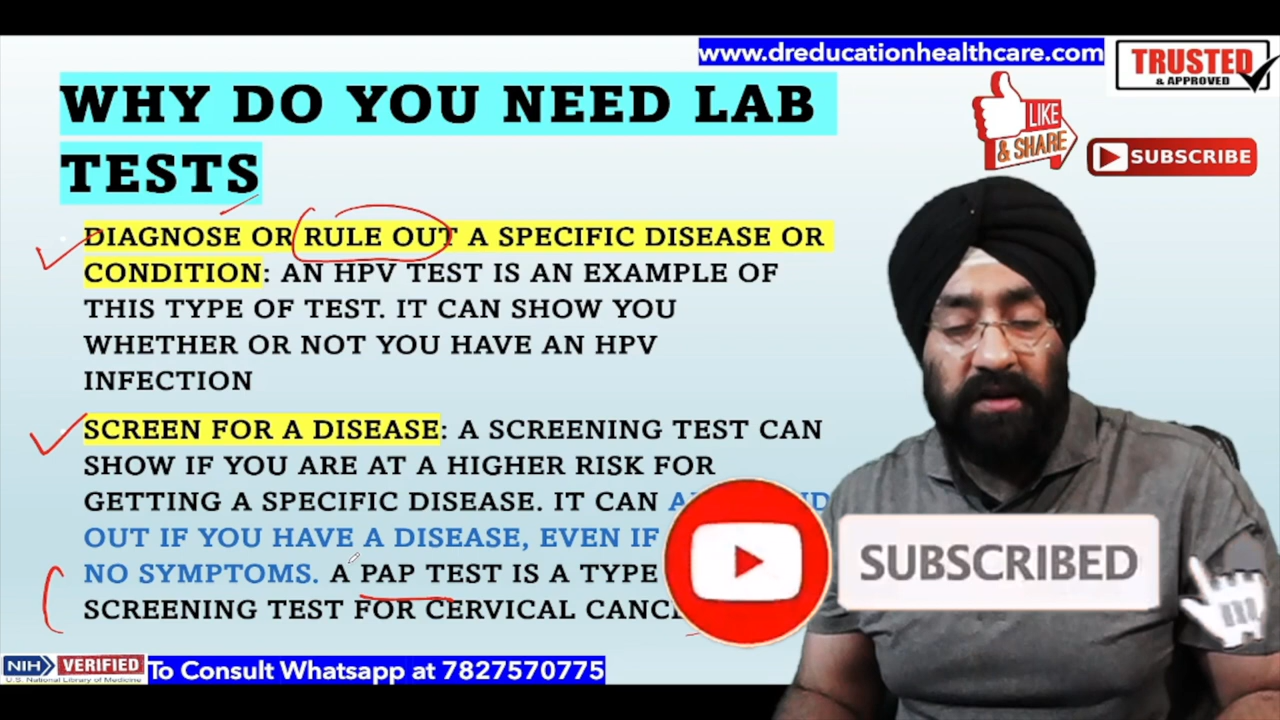 www.dreducationhealthcare.com
TRUSTED
& APPROVED
WHY DO YOU NEED LAB
TESTS
LIKE
& SHARE
SUBSCRIBE
DIAGNOSE OR RULE OUT A SPECIFIC DISEASE OR
CONDITION: AN HPV TEST IS AN EXAMPLE OF
THIS TYPE OF TEST. IT CAN SHOW YOU
WHETHER OR NOT YOU HAVE AN HPV
INFECTION
SCREEN FOR A DISEASE: A SCREENING TEST CAN
SHOW IF YOU ARE AT A HIGHER RISK FOR
GETTING A SPECIFIC DISEASE. IT CAN
OUT IF YOU HAVE A DISEASE, EVEN IF
NO SYMPTOMS. A PAP TEST IS A TYPE
SCREENING TEST FOR CERVICAL
SUBSCRIBED
NIH VERIFIED
U.S. National Library of Medicine
To Consult Whatsapp at 7827570775